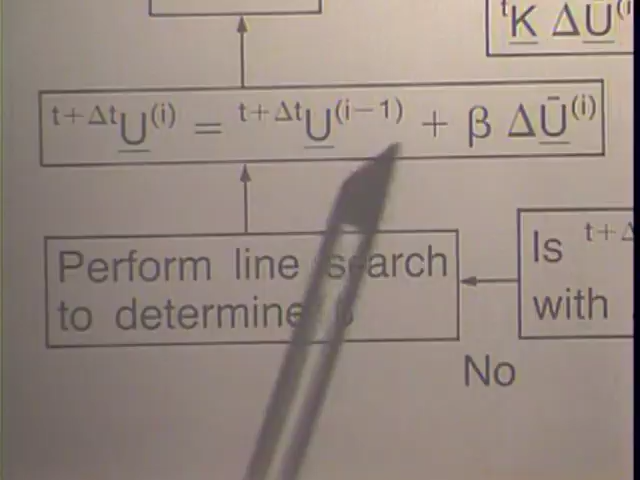 ᵗK ΔŪ⁽ⁱ
ᵗ⁺ᐃᵗU⁽ⁱ⁾ = ᵗ⁺ᐃᵗU⁽ⁱ⁻¹⁾ + β ΔŪ⁽ⁱ⁾
Perform line search
to determine
Is ᵗ⁺ᐃ
with
No